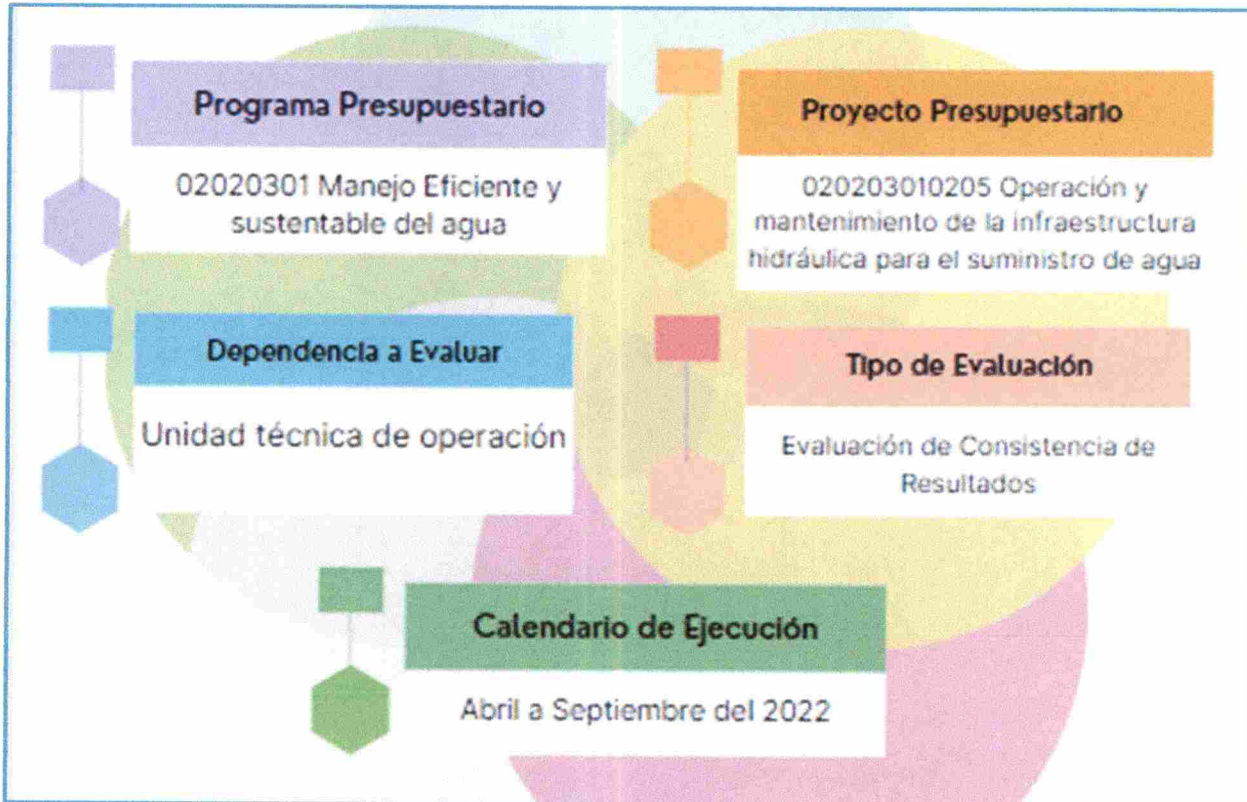 Programa Presupuestario
02020301 Manejo Eficiente y
sustentable del agua
Proyecto Presupuestario
020203010205 Operación y
mantenimiento de la infraestructura
hidráulica para el suministro de agua
Dependencia a Evaluar
Unidad técnica de operación
Tipo de Evaluación
Evaluación de Consistencia de
Resultados
Calendario de Ejecución
Abril a Septiembre del 2022